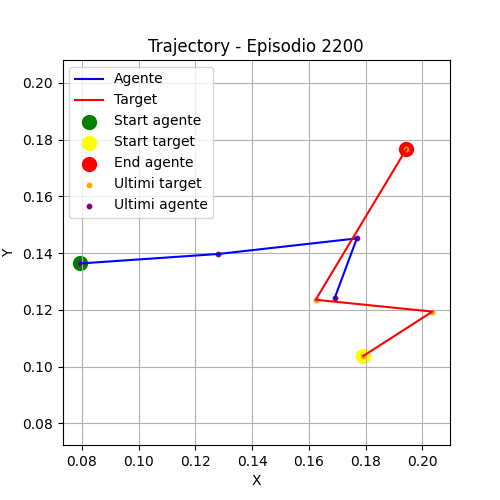 Trajectory - Episodio 2200
Agente
Target
Start agente
Start target
End agente
Ultimi target
Ultimi agente
Y
0.20
0.18
0.16
0.14
0.12
0.10
0.08
0.08 0.10 0.12 0.14 0.16 0.18 0.20
X